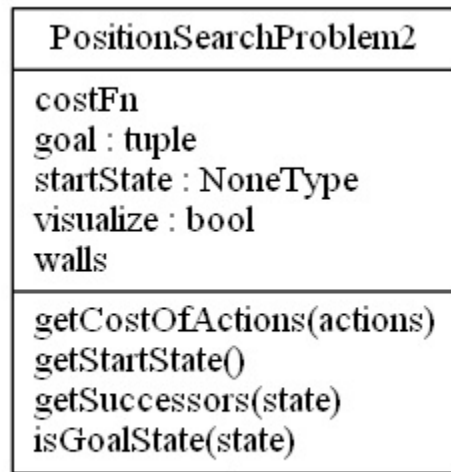 PositionSearchProblem2
costFn
goal : tuple
startState : NoneType
visualize : bool
walls
getCostOfActions(actions)
getStartState()
getSuccessors(state)
isGoalState(state)